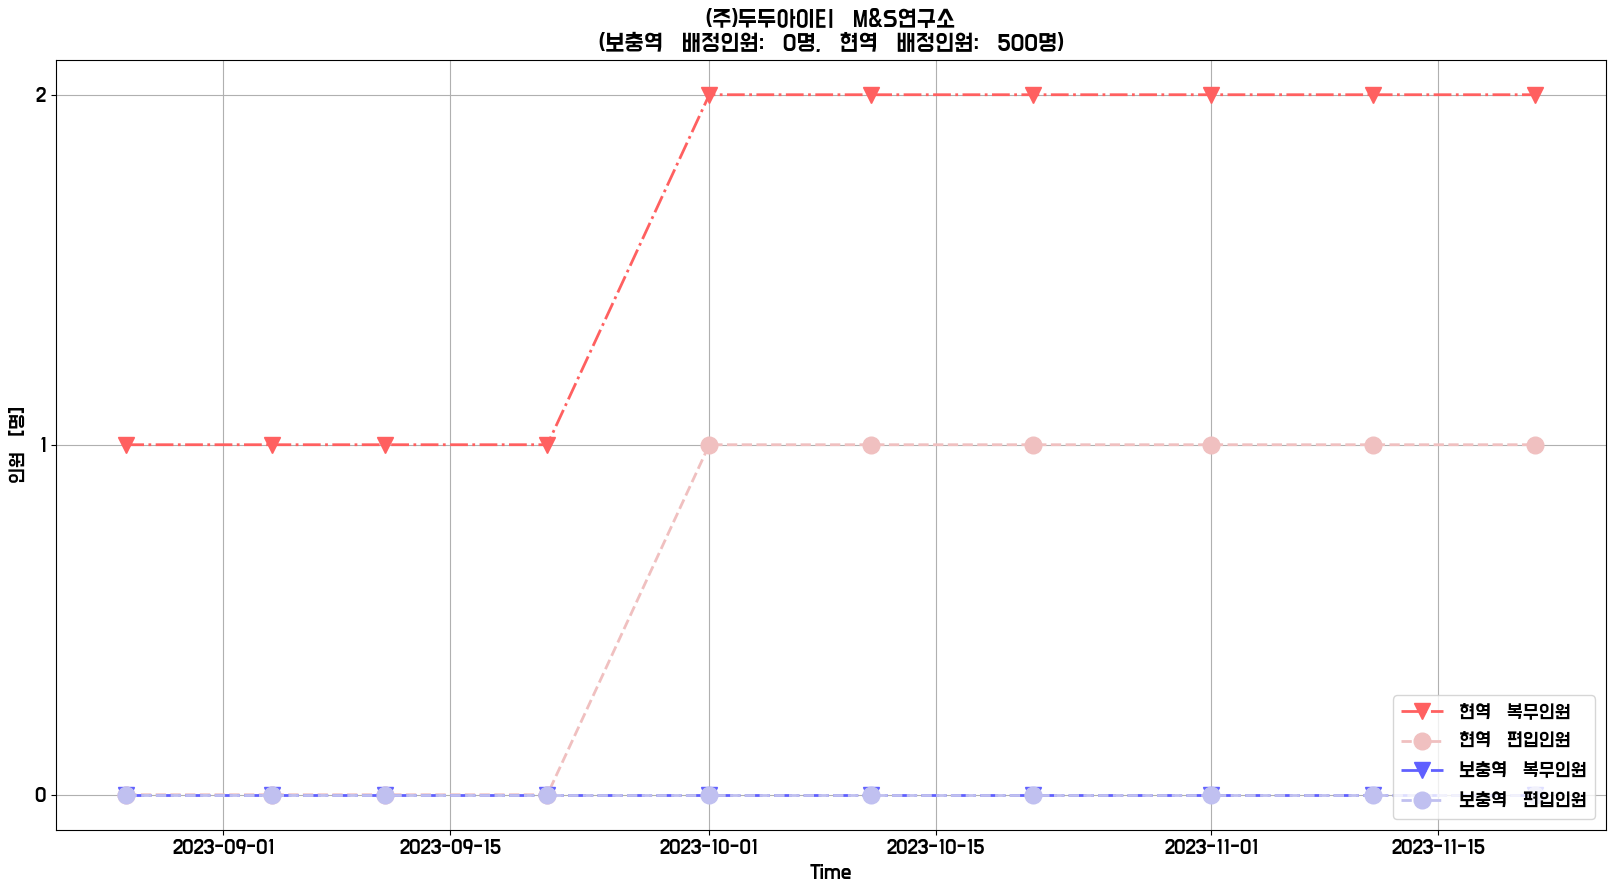 (주)두두아이티 M&S연구소
(보충역 배정인원: 0명, 현역 배정인원: 500명)
2
1
0
인원 [명]
2023-09-01
2023-09-15
2023-10-01
2023-10-15
2023-11-01
2023-11-15
Time
현역 복무인원
현역 편입인원
보충역 복무인원
보충역 편입인원